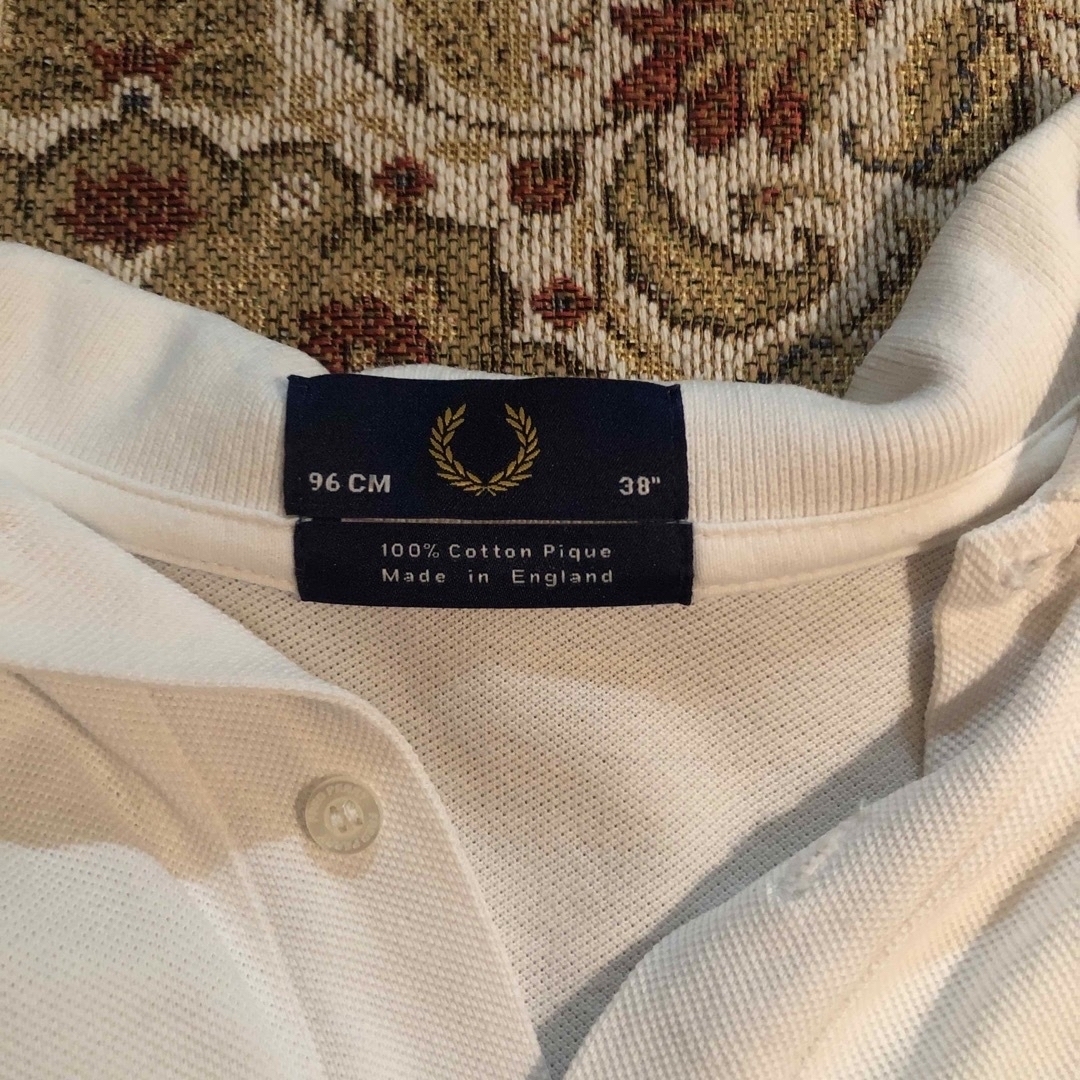 96 CM 38"
100% Cotton Pique
Made in England